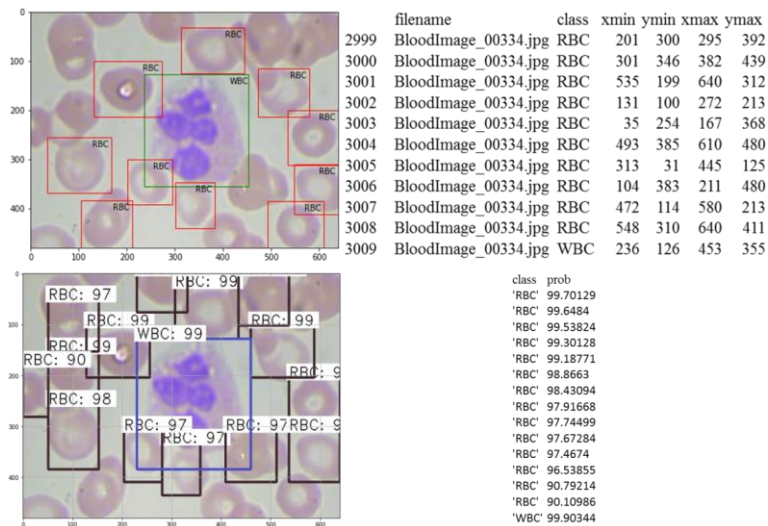 filename class xmin ymin xmax ymax
2999 BloodImage_00334.jpg RBC 201 300 295 392
3000 BloodImage_00334.jpg RBC 301 346 382 439
3001 BloodImage_00334.jpg RBC 535 199 640 312
3002 BloodImage_00334.jpg RBC 131 100 272 213
3003 BloodImage_00334.jpg RBC 35 254 167 368
3004 BloodImage_00334.jpg RBC 493 385 610 480
3005 BloodImage_00334.jpg RBC 313 31 445 125
3006 BloodImage_00334.jpg RBC 104 383 211 480
3007 BloodImage_00334.jpg RBC 472 114 580 213
3008 BloodImage_00334.jpg RBC 548 310 640 411
3009 BloodImage_00334.jpg WBC 236 126 453 355
0
RBC
RBC
RBC
WBC
100
RBC
200
RBC
RBC
RBC
300
RBC
RBC
RBC
400
0 100 200 300 400 500 600
0
RBC: 99
RBC: 97
100
RBC: 99
RBC: 99
WBC: 99
RBC: 99
RBC: 90
200
RBC: 9
RBC: 98
300
RBC: 97
RBC: 97
RBC: 9
RBC: 97
400
0 100 200 300 400 500 600
class prob
'RBC' 99.70129
'RBC' 99.6484
'RBC' 99.53824
'RBC' 99.30128
'RBC' 99.18771
'RBC' 98.8663
'RBC' 98.43094
'RBC' 97.91668
'RBC' 97.74499
'RBC' 97.67284
'RBC' 97.4674
'RBC' 96.53855
'RBC' 90.79214
'RBC' 90.10986
'WBC' 99.90344